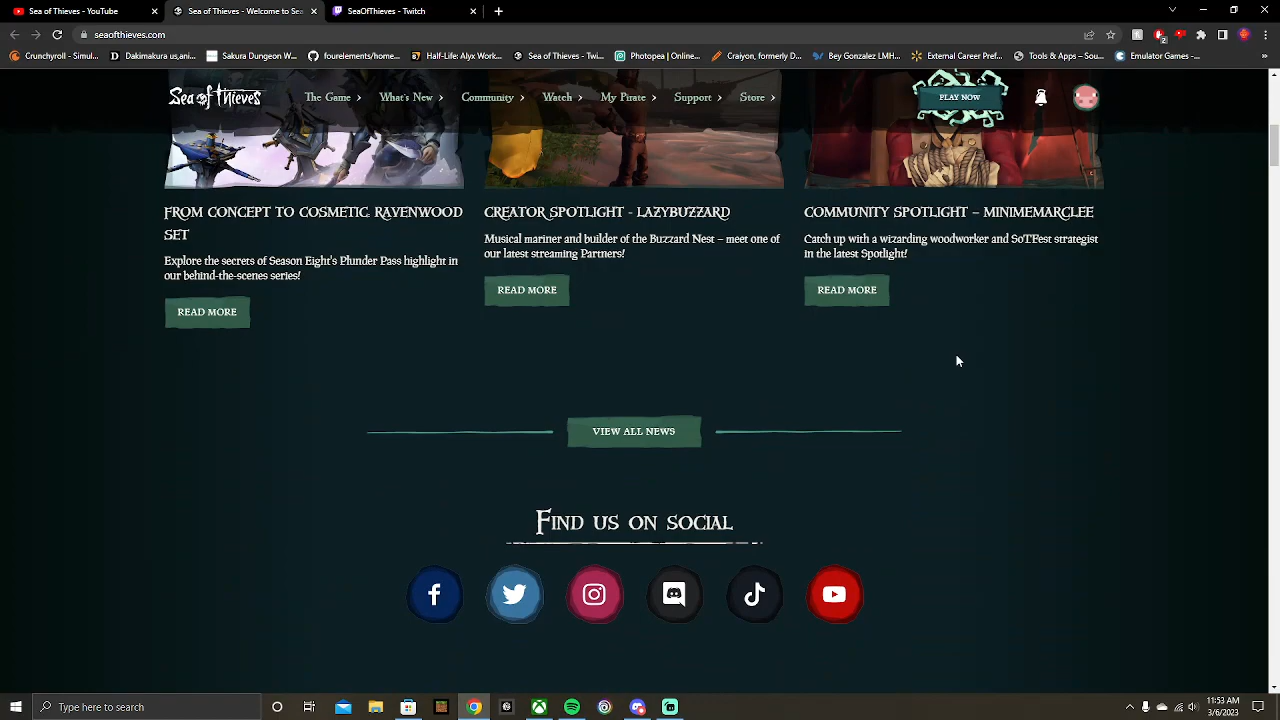 Sea of Thieves - YouTube
Sea of Thieves - Welcome to Sea
SeaOfThieves - Twitch
seaofthieves.com
Crunchyroll - Simul...
Dakimakura us,ani...
Sakura Dungeon W...
fourelements/home...
Half-Life: Alyx Work...
Sea of Thieves - Twi...
Photopea | Online...
Craiyon, formerly D...
Bey Gonzalez LMH...
External Career Pref...
Tools & Apps – Sou...
Emulator Games -...
Sea of Thieves
The Game
What's New
Community
Watch
My Pirate
Support
Store
PLAY NOW
FROM CONCEPT TO COSMETIC: RAVENWOOD
SET
Explore the secrets of Season Eight's Plunder Pass highlight in
our behind-the-scenes series!
READ MORE
CREATOR SPOTLIGHT - LAZYBUZZARD
Musical mariner and builder of the Buzzard Nest – meet one of
our latest streaming Partners!
READ MORE
COMMUNITY SPOTLIGHT – MINIMEMARCLEE
Catch up with a wizarding woodworker and SoTFest strategist
in the latest Spotlight!
READ MORE
VIEW ALL NEWS
Find us on social
Type here to search
11:53 AM
3/6/2023